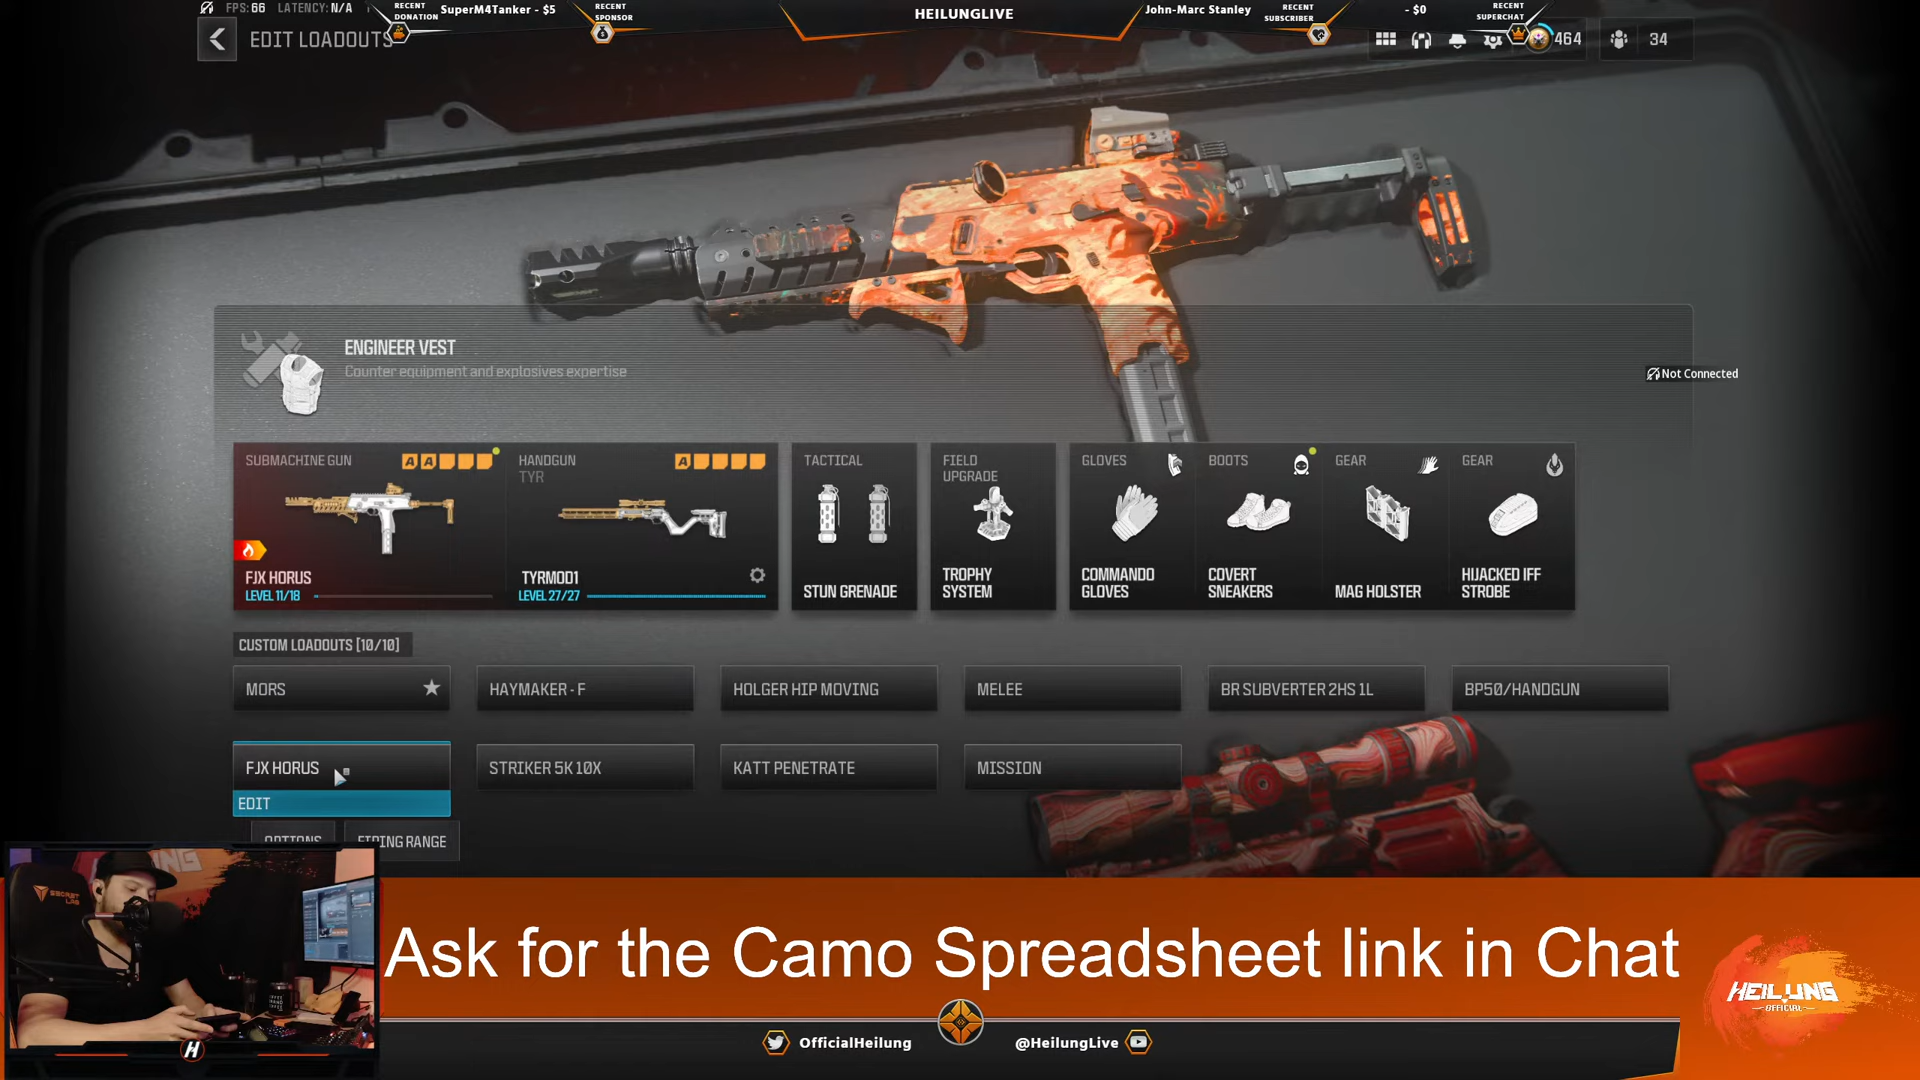 FPS: 66 LATENCY: N/A
RECENT DONATION
SuperM4Tanker - $5
RECENT SPONSOR
HEILUNGLIVE
John-Marc Stanley
RECENT SUBSCRIBER
- $0
RECENT SUPERCHAT
EDIT LOADOUTS
464
34
ENGINEER VEST
Counter equipment and explosives expertise
Not Connected
SUBMACHINE GUN
A A
FJX HORUS
LEVEL 11/18
HANDGUN
TYR
A
TYRMOD1
LEVEL 27/27
TACTICAL
STUN GRENADE
FIELD
UPGRADE
TROPHY
SYSTEM
GLOVES
COMMANDO
GLOVES
BOOTS
COVERT
SNEAKERS
GEAR
MAG HOLSTER
GEAR
HIJACKED IFF
STROBE
CUSTOM LOADOUTS [10/10]
MORS
HAYMAKER - F
HOLGER HIP MOVING
MELEE
BR SUBVERTER 2HS 1L
BP50/HANDGUN
FJX HORUS
STRIKER 5K 10X
KATT PENETRATE
MISSION
EDIT
OPTIONS
FIRING RANGE
SECRETLAB
H
Ask for the Camo Spreadsheet link in Chat
HEILUNG
OFFICIAL
OfficialHeilung
@HeilungLive